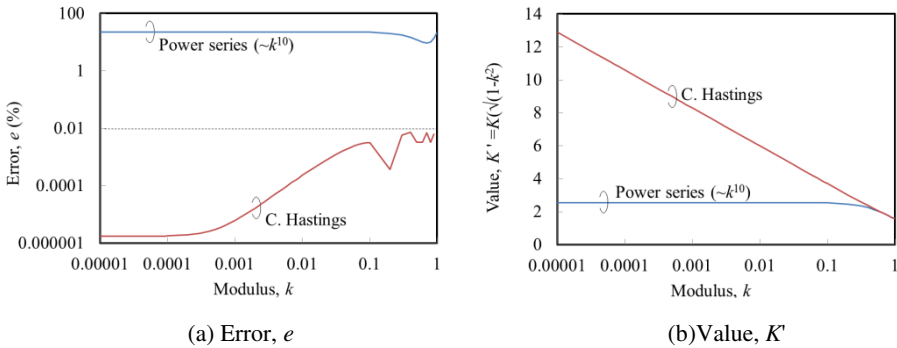 100
1
0.01
0.0001
0.000001
Error, e (%)
Power series (~k¹⁰)
C. Hastings
0.00001 0.0001 0.001 0.01 0.1 1
Modulus, k
(a) Error, e
14
12
10
8
6
4
2
0
Value, K' =K(√(1-k²)
C. Hastings
Power series (~k¹⁰)
0.00001 0.0001 0.001 0.01 0.1 1
Modulus, k
(b)Value, K'